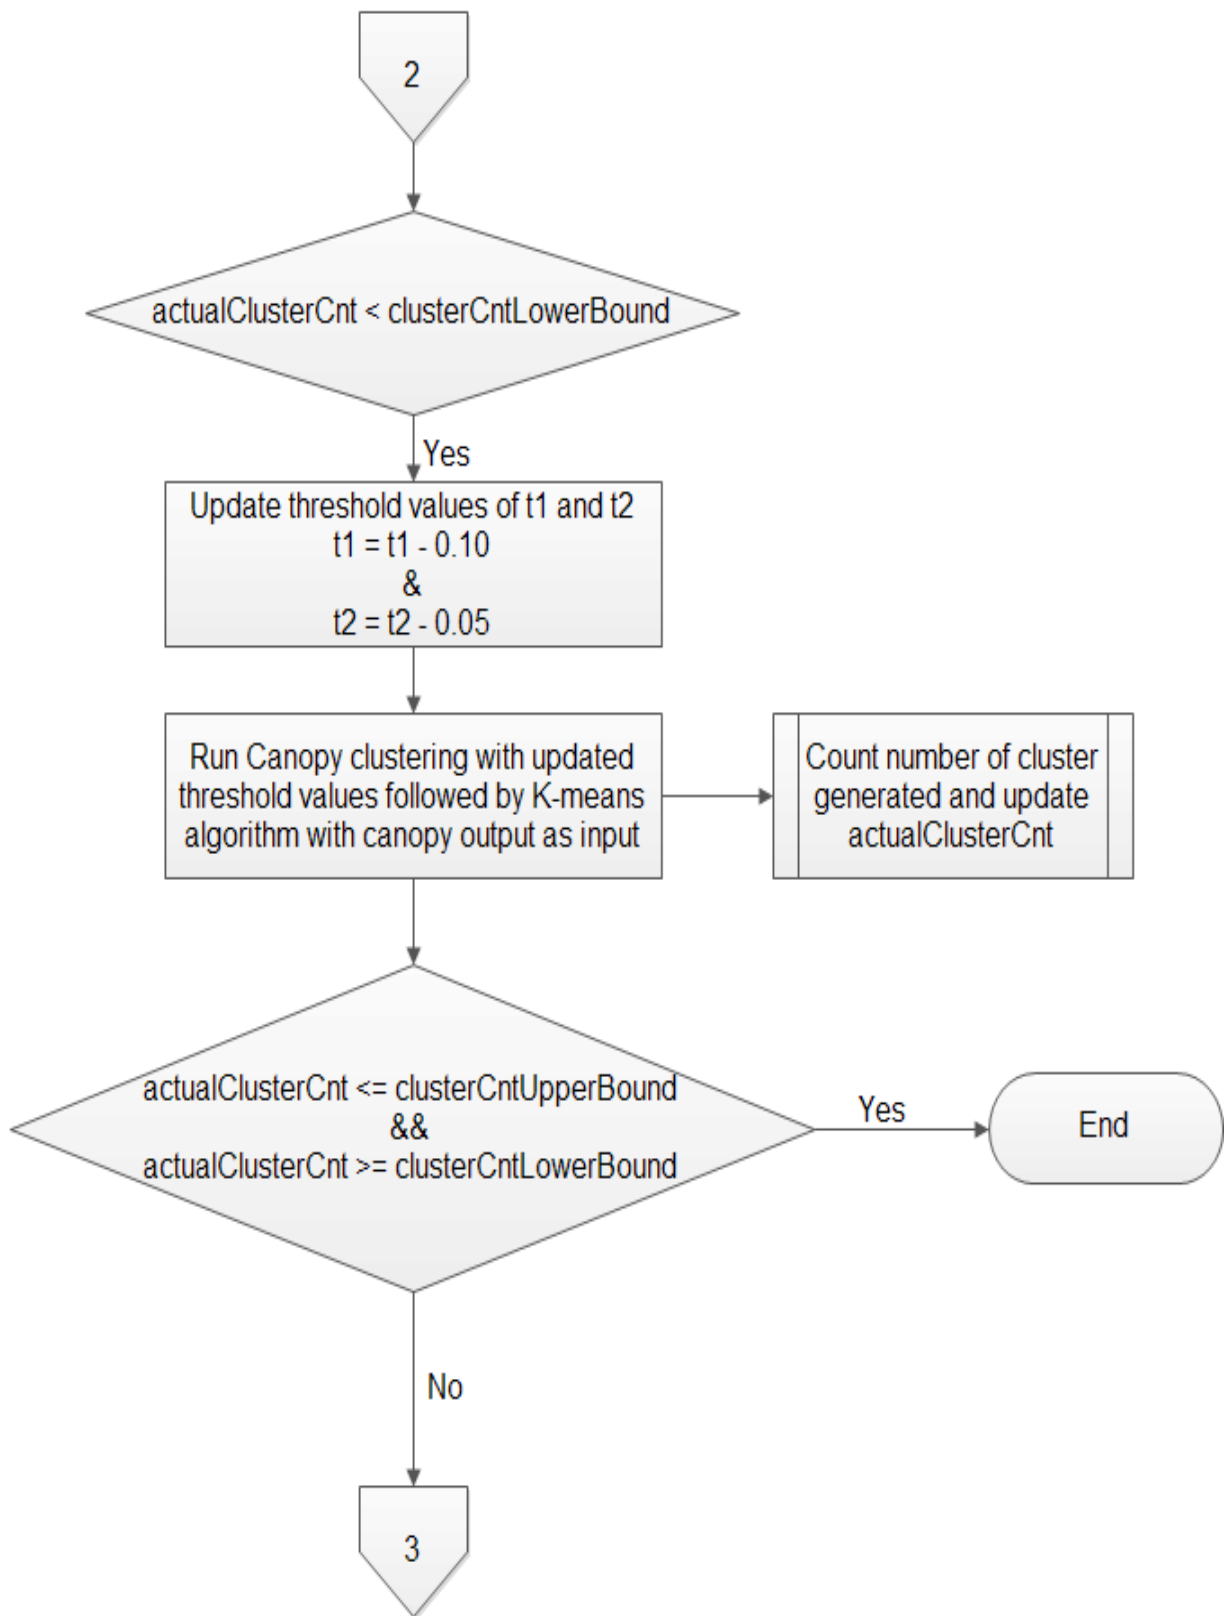 2
actualClusterCnt < clusterCntLowerBound
Yes
Update threshold values of t1 and t2
t1 = t1 - 0.10
&
t2 = t2 - 0.05
Run Canopy clustering with updated
threshold values followed by K-means
algorithm with canopy output as input
Count number of cluster
generated and update
actualClusterCnt
actualClusterCnt <= clusterCntUpperBound
&&
actualClusterCnt >= clusterCntLowerBound
Yes
End
No
3